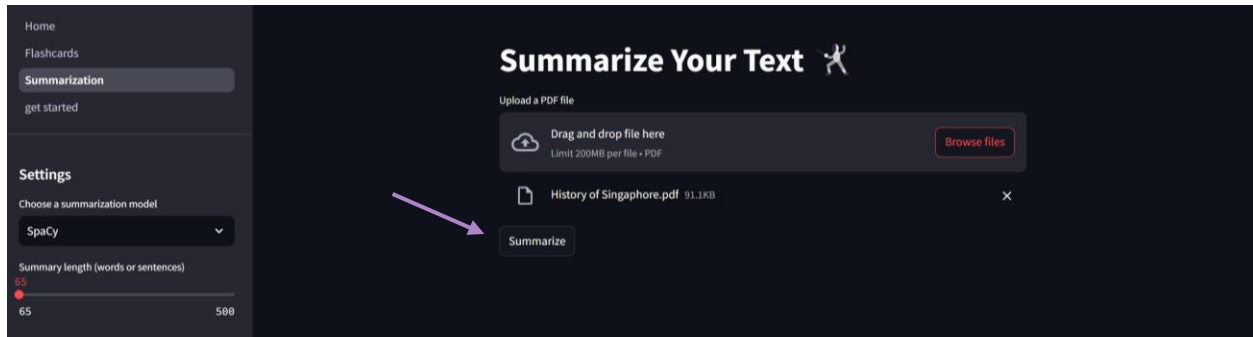 Home
Flashcards
Summarization
get started
Settings
Choose a summarization model
SpaCy
Summary length (words or sentences)
65
65 500
Summarize Your Text
Upload a PDF file
Drag and drop file here
Limit 200MB per file • PDF
Browse files
History of Singaphore.pdf 91.1KB
Summarize